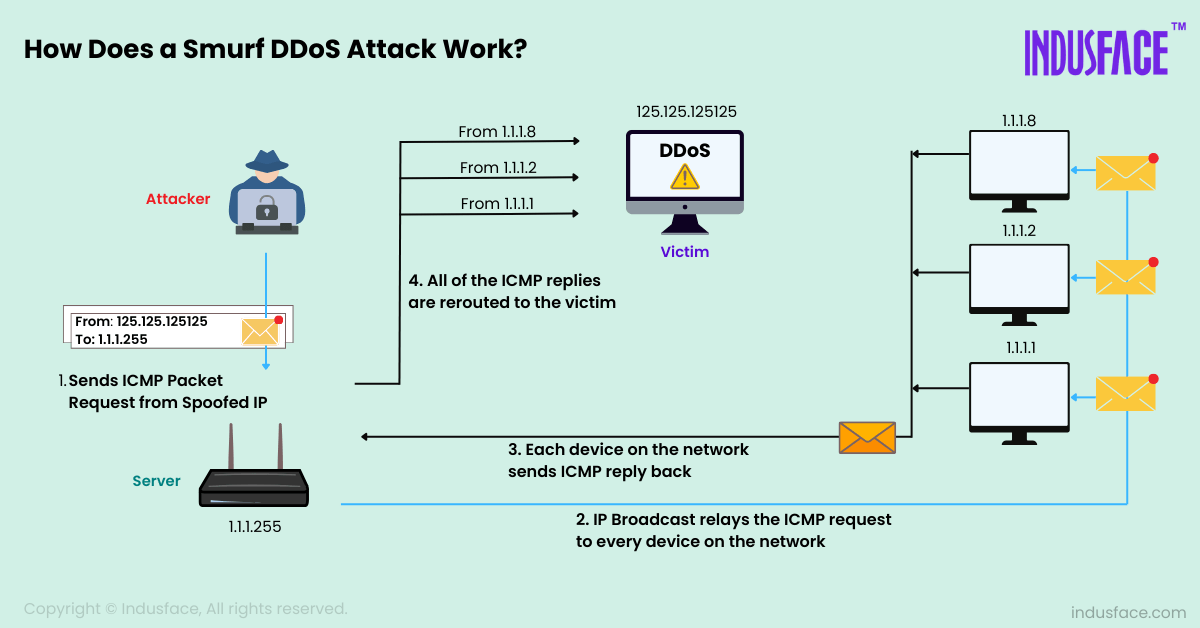 How Does a Smurf DDoS Attack Work?
INDUSFACE™
125.125.125125
1.1.1.8
From 1.1.1.8
From 1.1.1.2
From 1.1.1.1
DDoS
Attacker
Victim
1.1.1.2
4. All of the ICMP replies
are rerouted to the victim
From: 125.125.125125
To: 1.1.1.255
1.1.1.1
1. Sends ICMP Packet
Request from Spoofed IP
3. Each device on the network
sends ICMP reply back
Server
1.1.1.255
2. IP Broadcast relays the ICMP request
to every device on the network
Copyright © Indusface, All rights reserved.
indusface.com